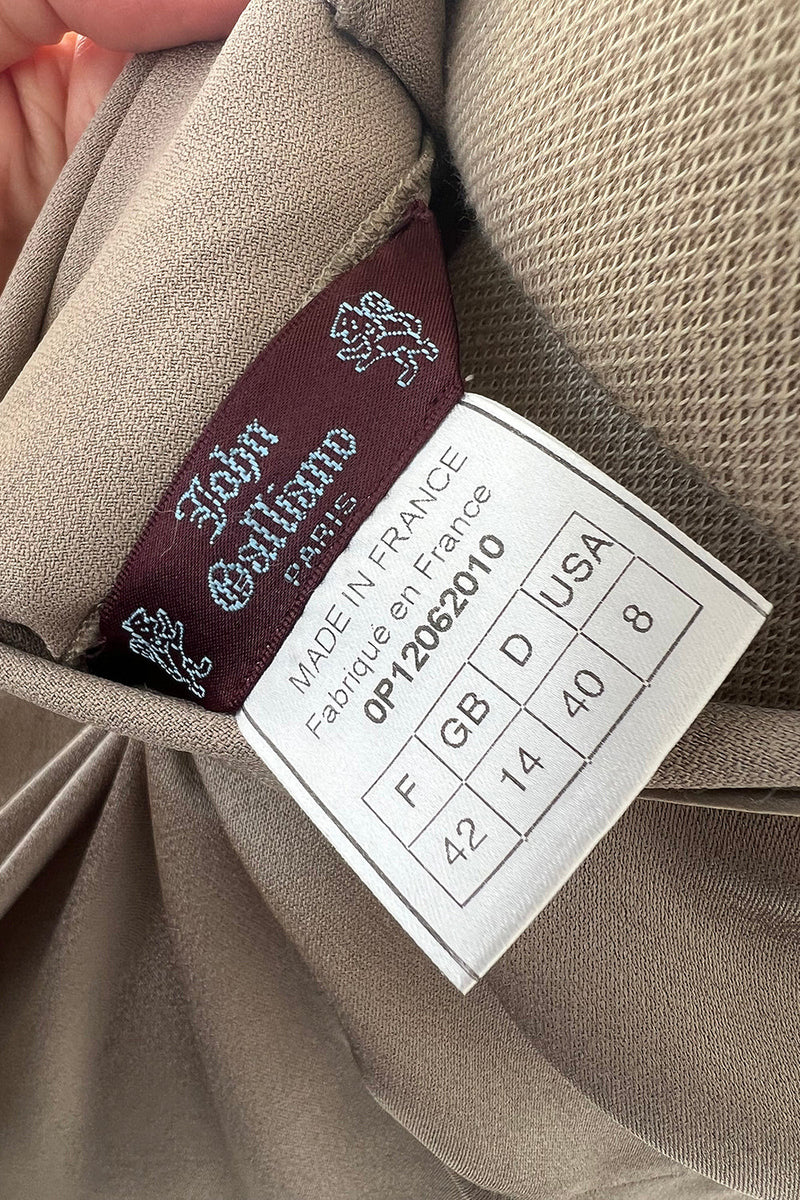 John
Galliano
PARIS
MADE IN FRANCE
Fabriqué en France
0P12062010
F GB D USA
42 14 40 8